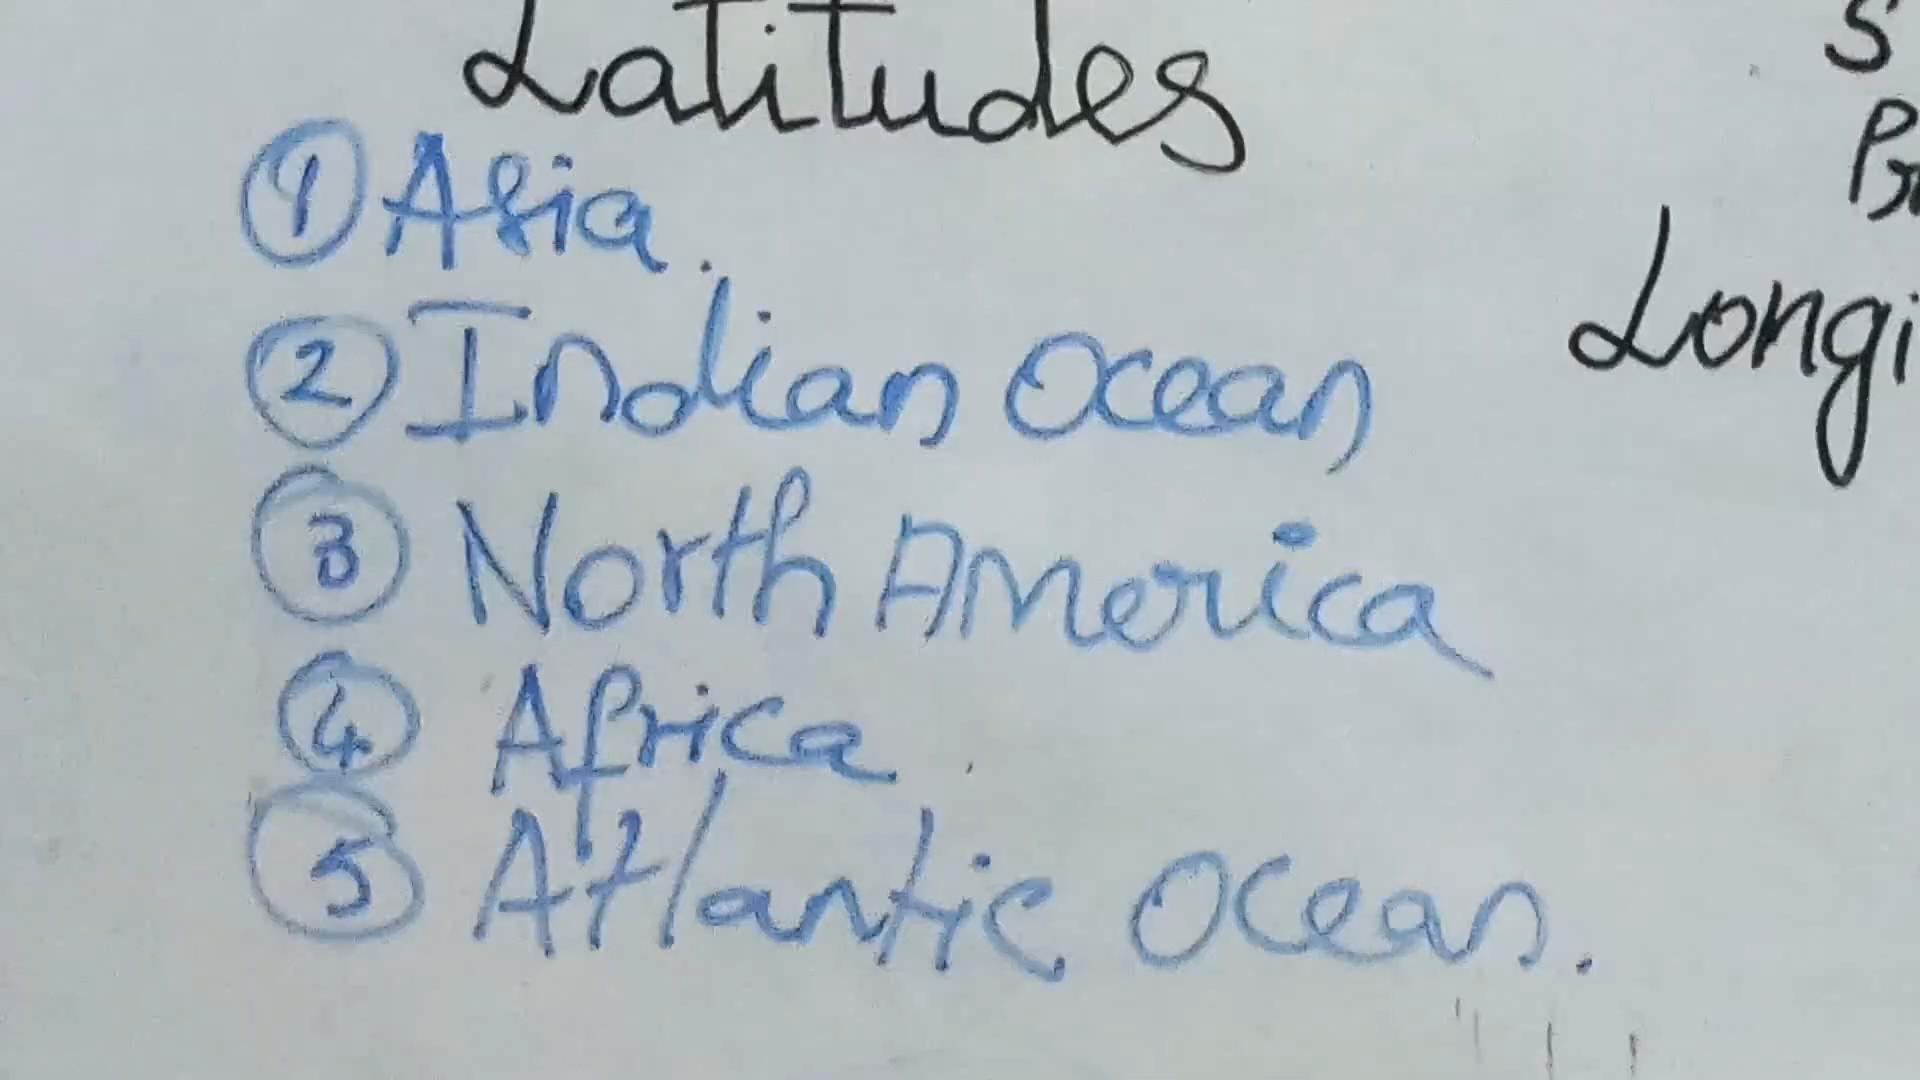 Latitudes
① Asia.
② Indian Ocean
③ North America
④ Africa
⑤ Atlantic Ocean.
S
Longi